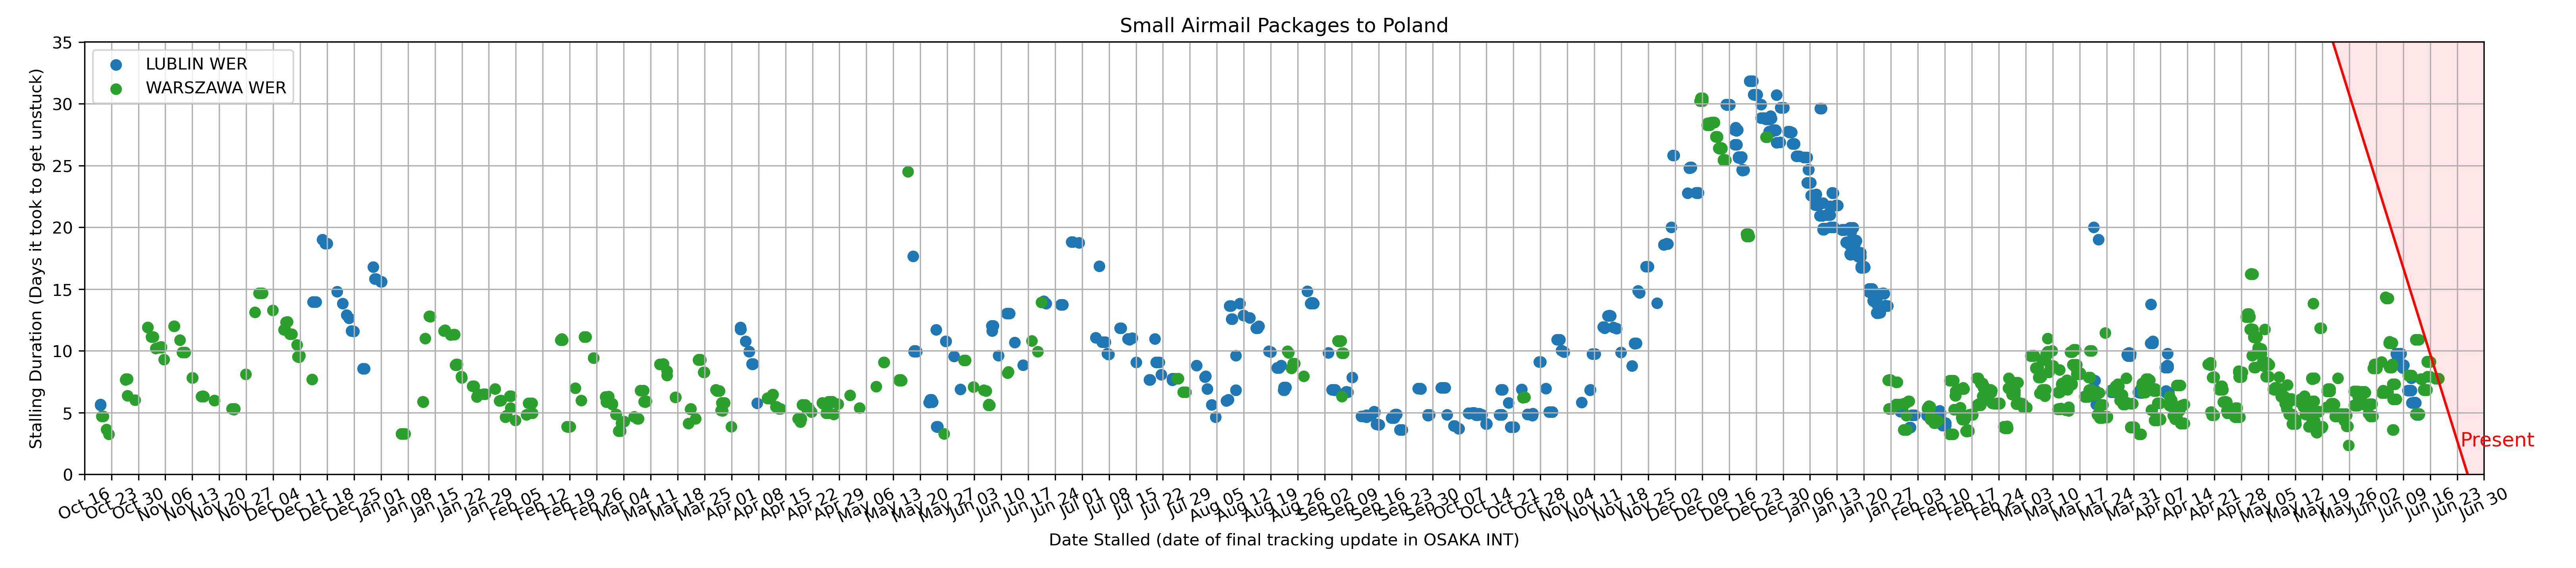 Small Airmail Packages to Poland
LUBLIN WER
WARSZAWA WER
Stalling Duration (Days it took to get unstuck)
35
30
25
20
15
10
5
0
Present
Oct 16
Oct 23
Oct 30
Nov 06
Nov 13
Nov 20
Nov 27
Dec 04
Dec 11
Dec 18
Dec 25
Jan 01
Jan 08
Jan 15
Jan 22
Jan 29
Feb 05
Feb 12
Feb 19
Feb 26
Mar 04
Mar 11
Mar 18
Mar 25
Apr 01
Apr 08
Apr 15
Apr 22
Apr 29
May 06
May 13
May 20
May 27
Jun 03
Jun 10
Jun 17
Jun 24
Jul 01
Jul 08
Jul 15
Jul 22
Jul 29
Aug 05
Aug 12
Aug 19
Aug 26
Sep 02
Sep 09
Sep 16
Sep 23
Sep 30
Oct 07
Oct 14
Oct 21
Oct 28
Nov 04
Nov 11
Nov 18
Nov 25
Dec 02
Dec 09
Dec 16
Dec 23
Dec 30
Jan 06
Jan 13
Jan 20
Jan 27
Feb 03
Feb 10
Feb 17
Feb 24
Mar 03
Mar 10
Mar 17
Mar 24
Mar 31
Apr 07
Apr 14
Apr 21
Apr 28
May 05
May 12
May 19
May 26
Jun 02
Jun 09
Jun 16
Jun 23
Jun 30
Date Stalled (date of final tracking update in OSAKA INT)